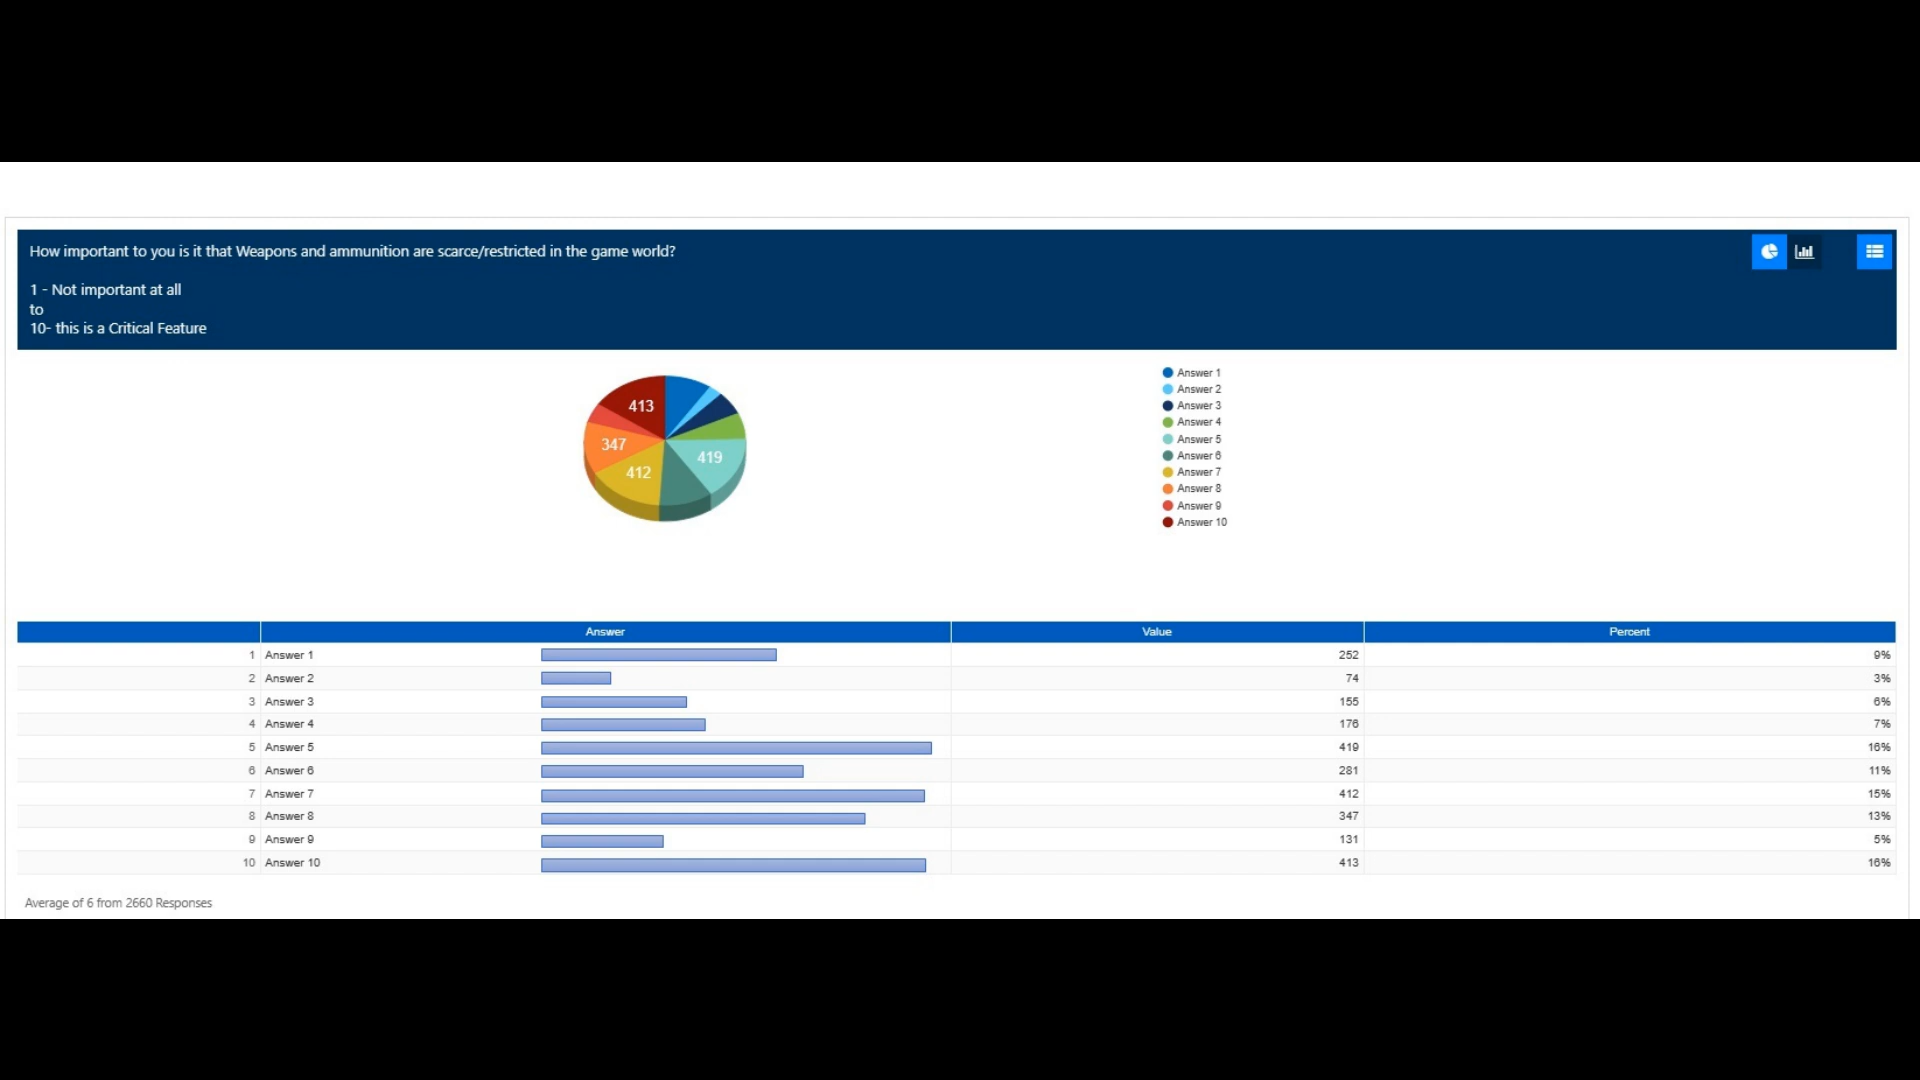 How important to you is it that Weapons and ammunition are scarce/restricted in the game world?
1 - Not important at all
to
10- this is a Critical Feature
413
347
412
419
Answer 1
Answer 2
Answer 3
Answer 4
Answer 5
Answer 6
Answer 7
Answer 8
Answer 9
Answer 10
Answer Value Percent
1 Answer 1 252 9%
2 Answer 2 74 3%
3 Answer 3 155 6%
4 Answer 4 176 7%
5 Answer 5 419 16%
6 Answer 6 281 11%
7 Answer 7 412 15%
8 Answer 8 347 13%
9 Answer 9 131 5%
10 Answer 10 413 16%
Average of 6 from 2660 Responses